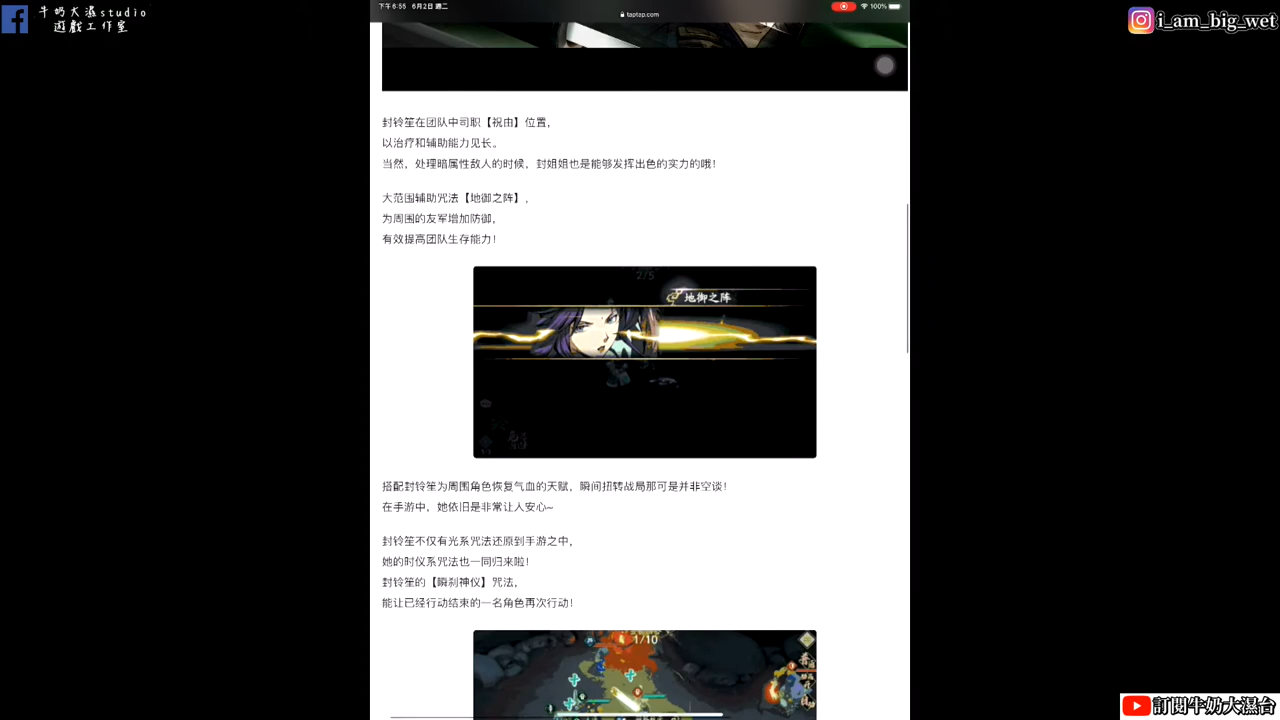 牛奶大濕studio
遊戲工作室
下午6:55 6月2日 週二
100%
taptap.com
i_am_big_wet
封铃笙在团队中司职【祝由】位置，
以治疗和辅助能力见长。
当然，处理暗属性敌人的时候，封姐姐也是能够发挥出色的实力的哦！
大范围辅助咒法【地御之阵】，
为周围的友军增加防御，
有效提高团队生存能力！
2/5
地御之阵
搭配封铃笙为周围角色恢复气血的天赋，瞬间扭转战局那可是并非空谈！
在手游中，她依旧是非常让人安心~
封铃笙不仅有光系咒法还原到手游之中，
她的时仪系咒法也一同归来啦！
封铃笙的【瞬刹神仪】咒法，
能让已经行动结束的一名角色再次行动！
1/10
訂閱牛奶大濕台